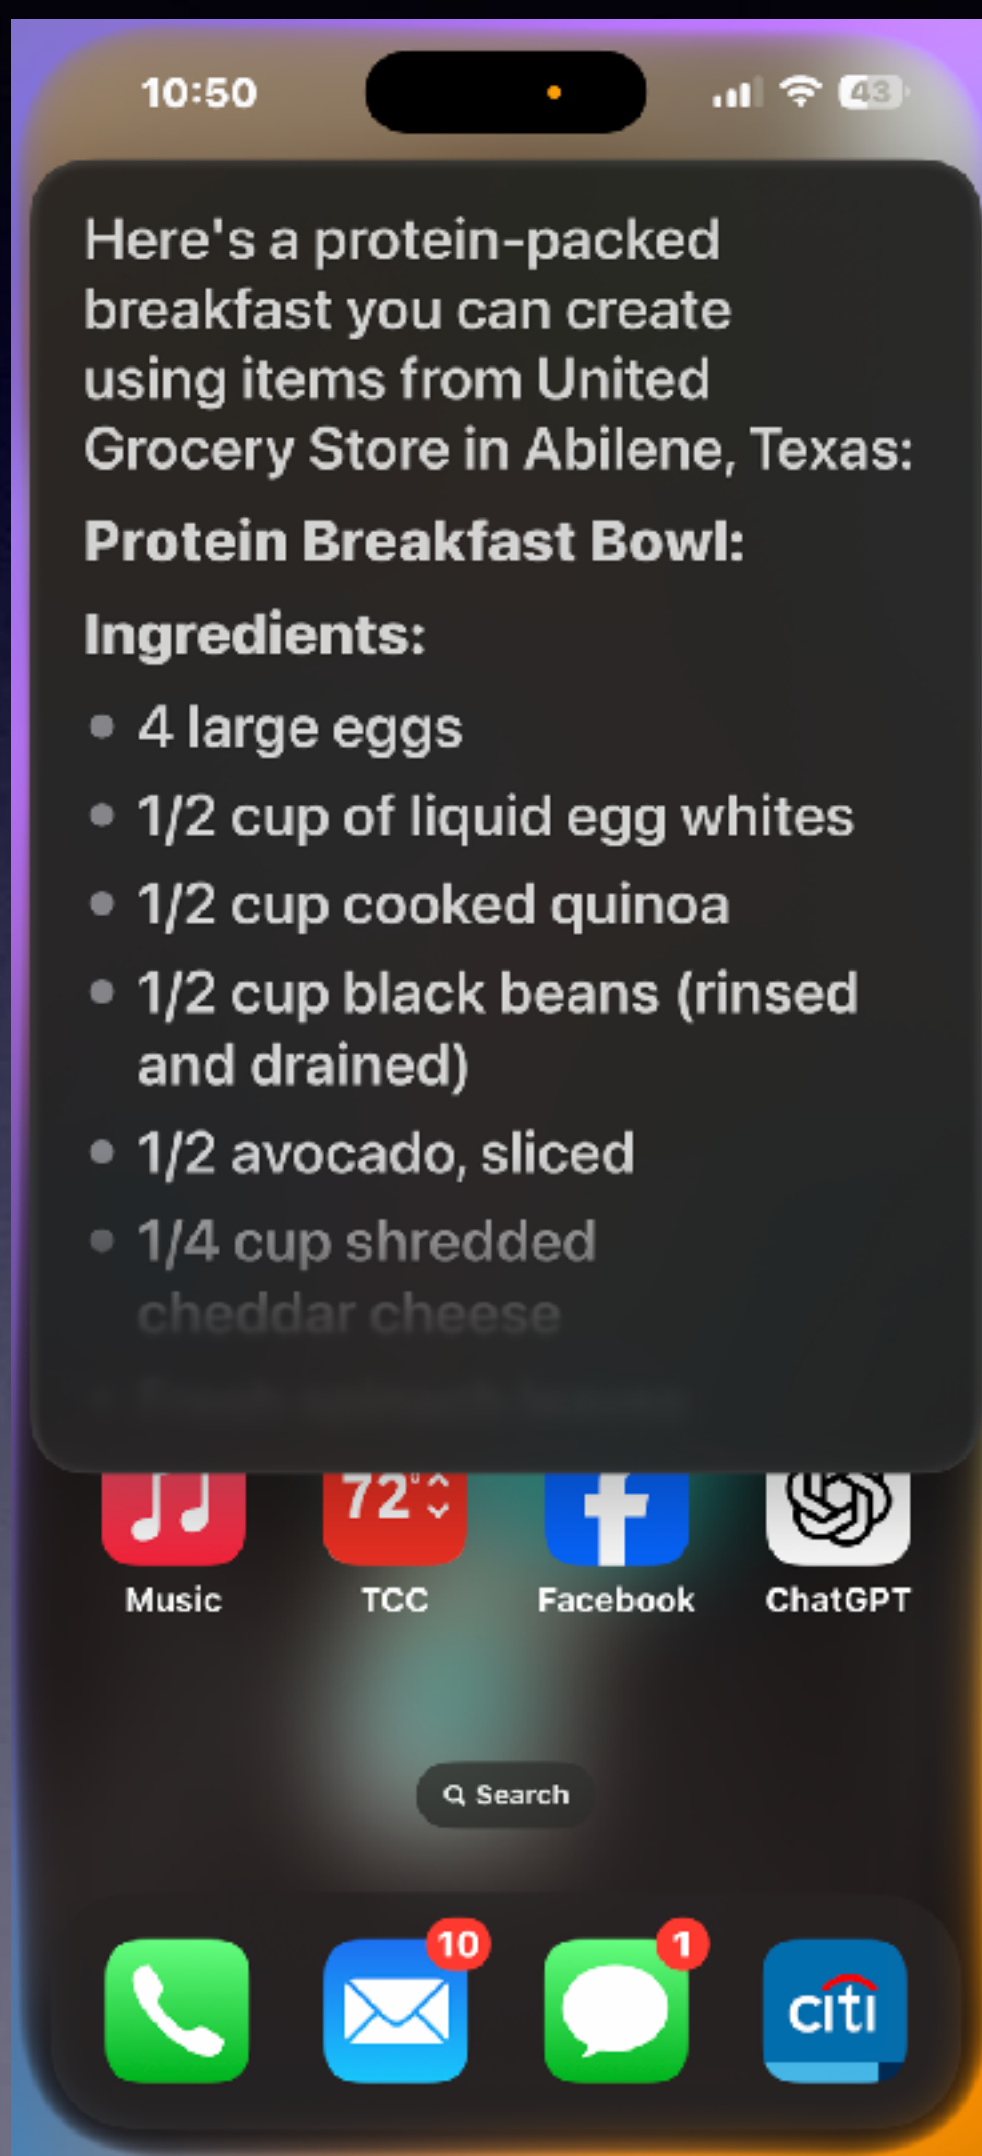 10:50
43
Here's a protein-packed
breakfast you can create
using items from United
Grocery Store in Abilene, Texas:
Protein Breakfast Bowl:
Ingredients:
• 4 large eggs
• 1/2 cup of liquid egg whites
• 1/2 cup cooked quinoa
• 1/2 cup black beans (rinsed
and drained)
• 1/2 avocado, sliced
• 1/4 cup shredded
cheddar cheese
72°
Music TCC Facebook ChatGPT
Search
10 1
citi